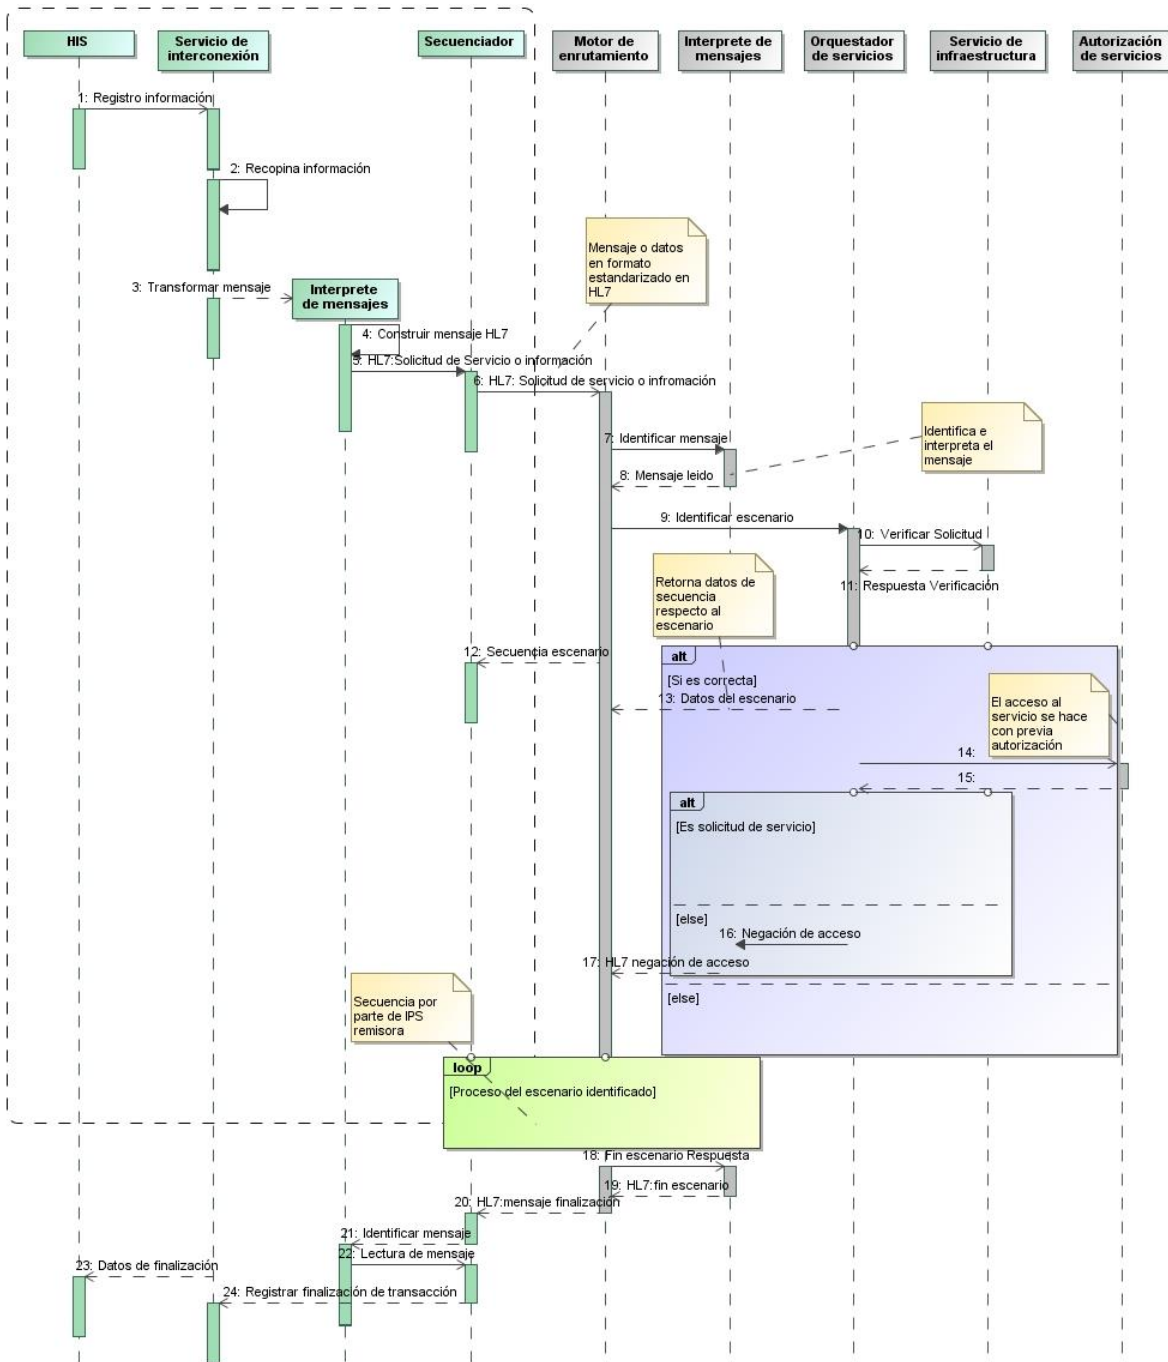 HIS
Servicio de
interconexión
Secuenciador
Motor de
enrutamiento
Interprete de
mensajes
Orquestador
de servicios
Servicio de
infraestructura
Autorización
de servicios
1: Registro información
2: Recopina información
Mensaje o datos
en formato
estandarizado en
HL7
3: Transformar mensaje
Interprete
de mensajes
4: Construir mensaje HL7
5: HL7:Solicitud de Servicio o información
6: HL7: Solicitud de servicio o infromación
Identifica e
interpreta el
mensaje
7: Identificar mensaje
8: Mensaje leido
9: Identificar escenario
10: Verificar Solicitud
11: Respuesta Verificación
Retorna datos de
secuencia
respecto al
escenario
12: Secuencia escenario
alt
[Si es correcta]
13: Datos del escenario
El acceso al
servicio se hace
con previa
autorización
14:
15:
alt
[Es solicitud de servicio]
[else]
16: Negación de acceso
17: HL7 negación de acceso
[else]
Secuencia por
parte de IPS
remisora
loop
[Proceso del escenario identificado]
18: Fin escenario Respuesta
19: HL7:fin escenario
20: HL7:mensaje finalización
21: Identificar mensaje
22: Lectura de mensaje
23: Datos de finalización
24: Registrar finalización de transacción